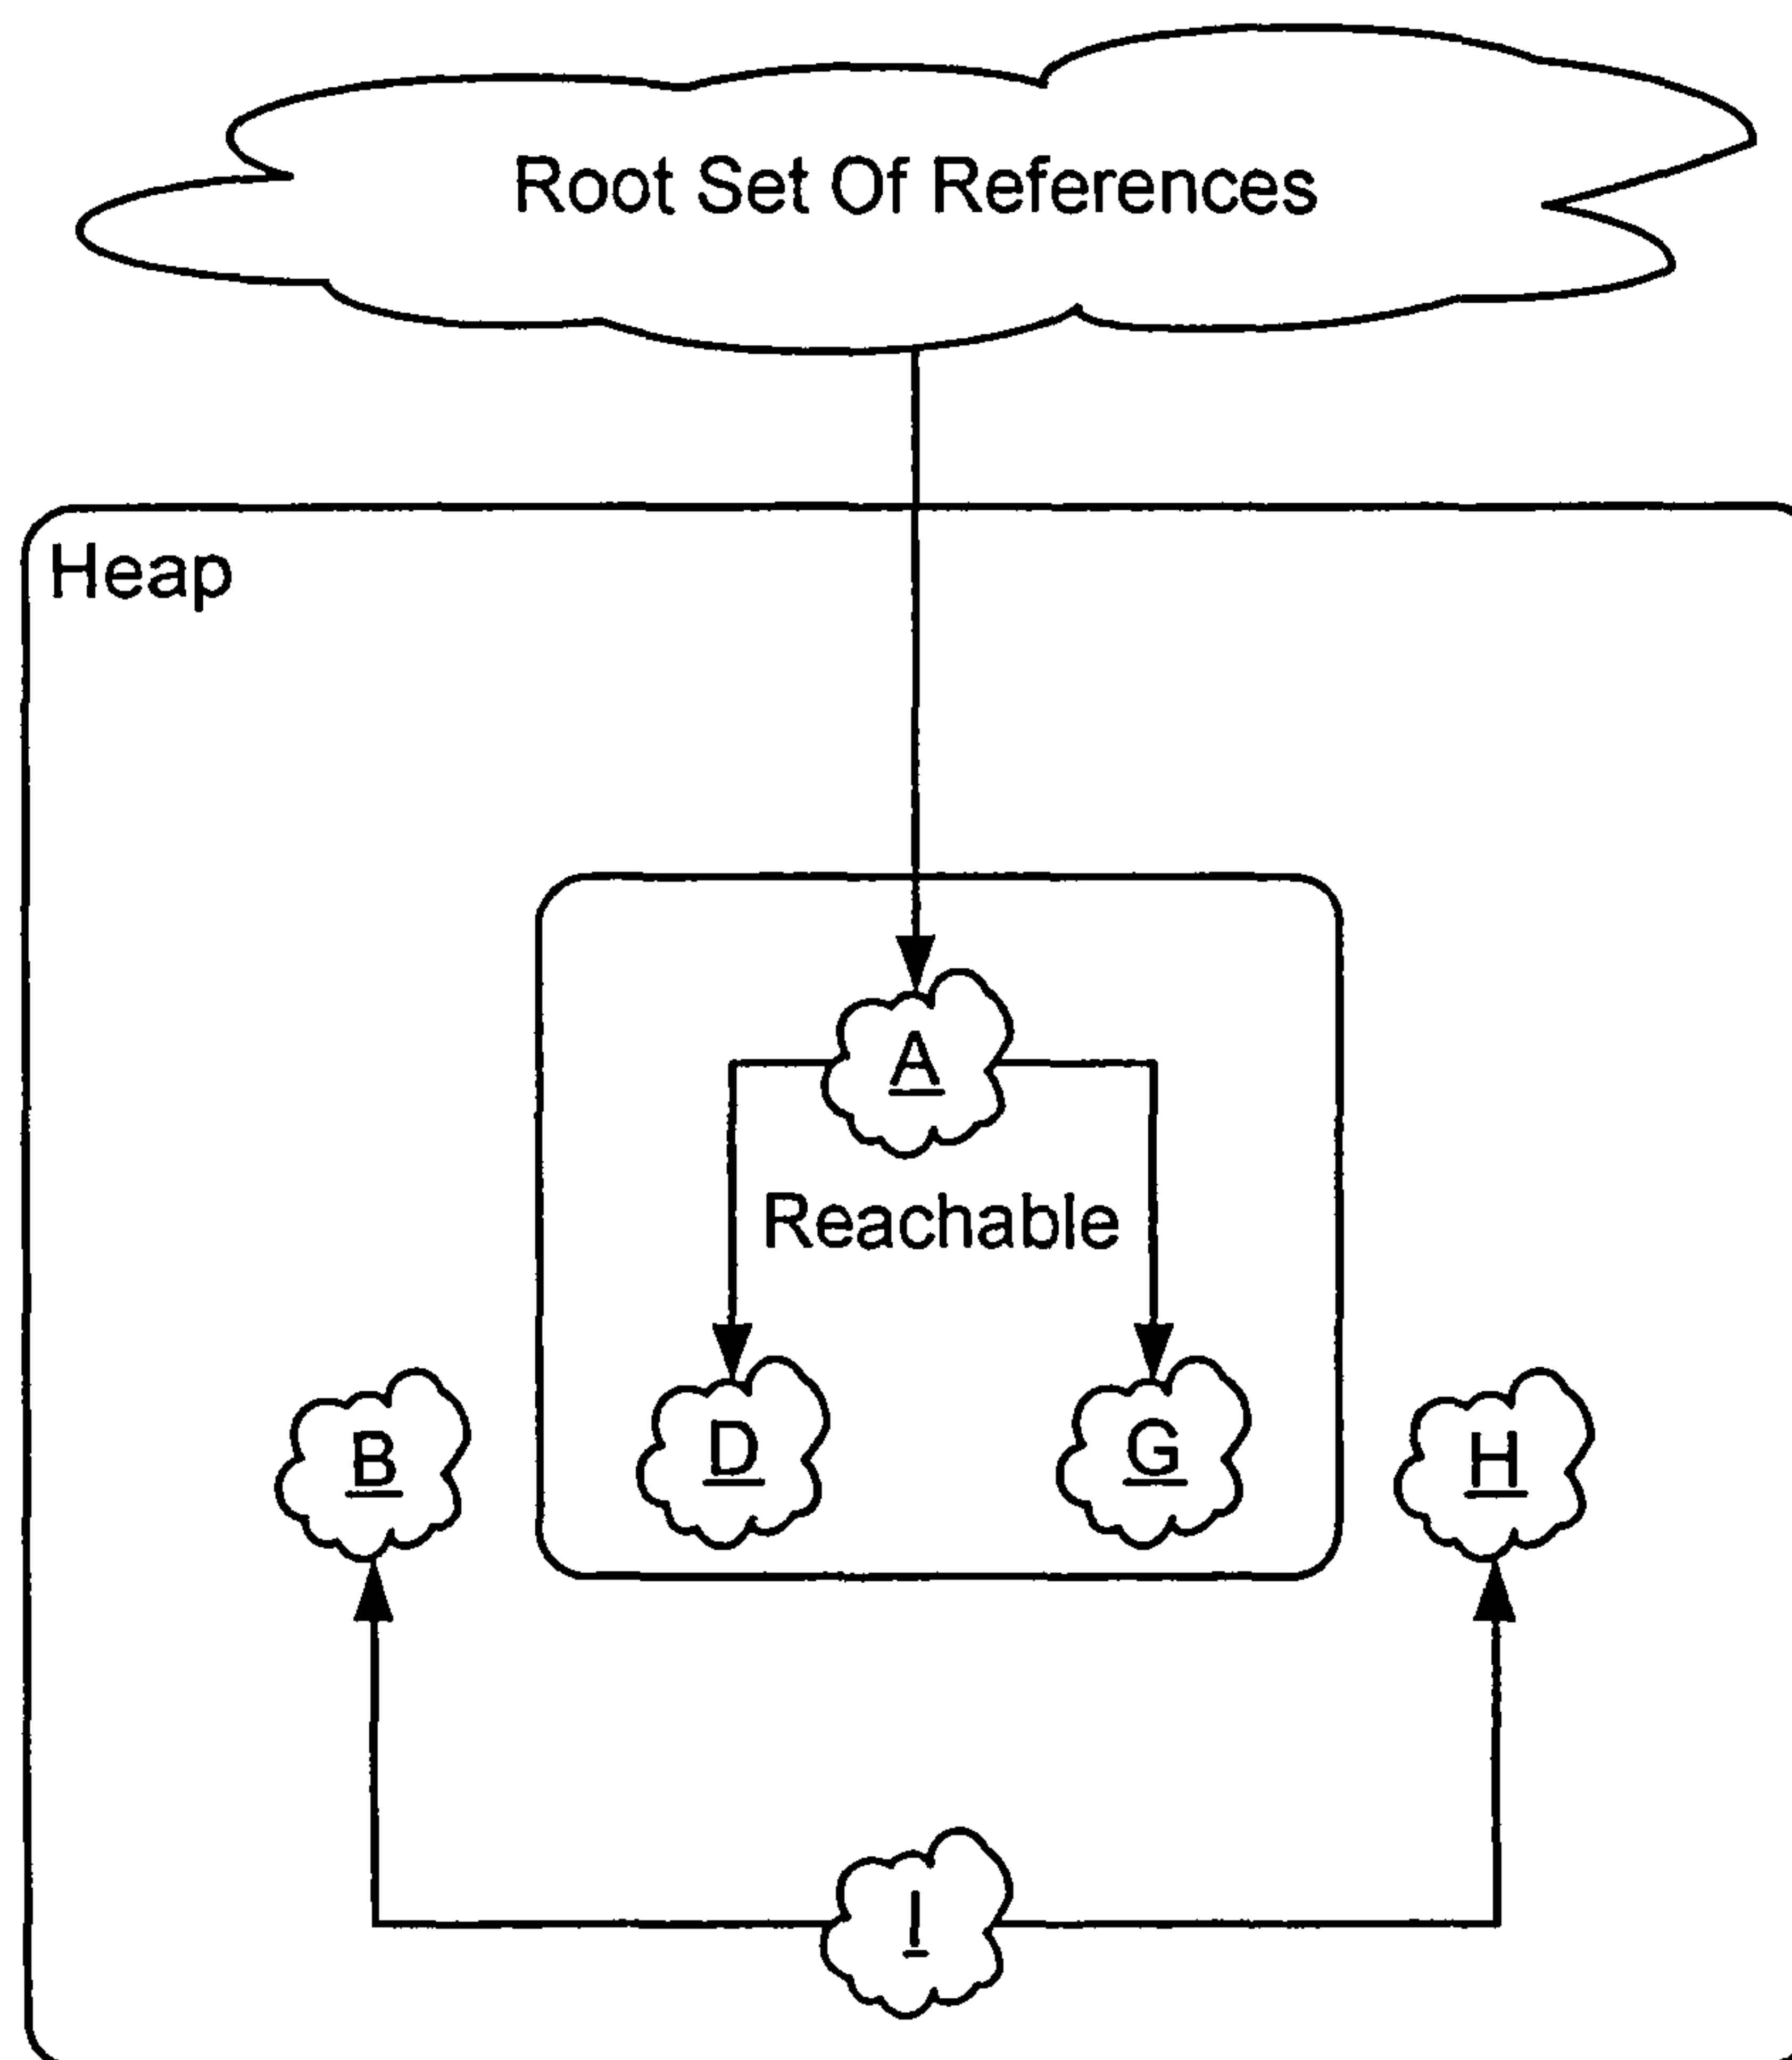 Root Set Of References
Heap
A
Reachable
B
D
G
H
I